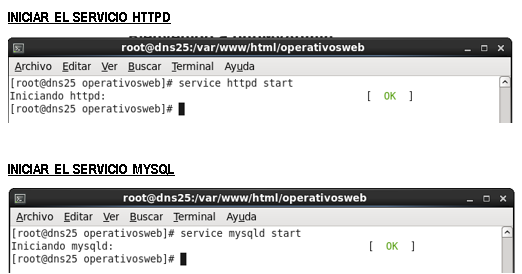 INICIAR EL SERVICIO HTTPD
root@dns25:/var/www/html/operativosweb
Archivo Editar Ver Buscar Terminal Ayuda
[root@dns25 operativosweb]# service httpd start
Iniciando httpd: [ OK ]
[root@dns25 operativosweb]#
INICIAR EL SERVICIO MYSQL
root@dns25:/var/www/html/operativosweb
Archivo Editar Ver Buscar Terminal Ayuda
[root@dns25 operativosweb]# service mysqld start
Iniciando mysqld: [ OK ]
[root@dns25 operativosweb]#